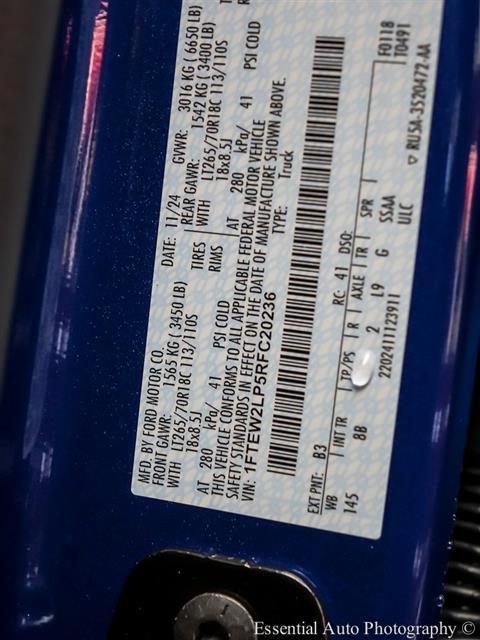 MFD. BY FORD MOTOR CO.
DATE: 11/24 GVWR: 3016 KG ( 6650 LB)
FRONT GAWR: 1565 KG (3450 LB) REAR GAWR: 1542 KG ( 3400 LB)
WITH LT265/70R18C 113/110S TIRES WITH LT265/70R18C 113/110S
18x8.5J RIMS 18x8.5J
AT 280 kPa/ 41 PSI COLD AT 280 kPa/ 41 PSI COLD
THIS VEHICLE CONFORMS TO ALL APPLICABLE FEDERAL MOTOR VEHICLE
SAFETY STANDARDS IN EFFECT ON THE DATE OF MANUFACTURE SHOWN ABOVE.
VIN: 1FTEW2LP5RFC20236 TYPE: Truck
F0118
T0491
EXT PNT: B3 RC: 41 DSO:
WB INT TR TP/PS R AXLE TR SPR
145 8B 2 L9 G SSAA
ULC
2202411123911
▽ RU5A-3520472-AA
Essential Auto Photography ©